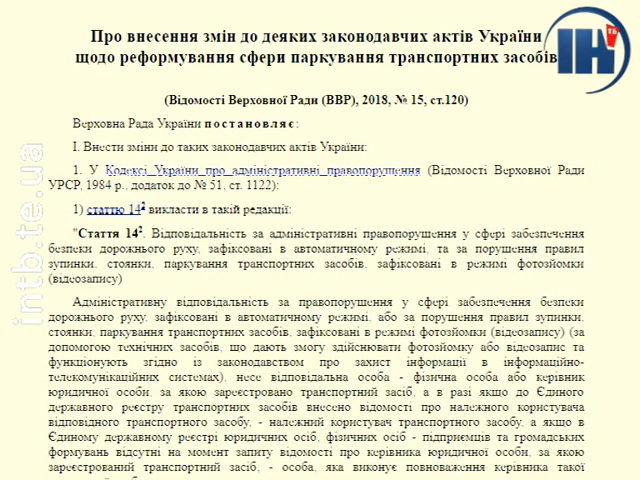 Про внесення змін до деяких законодавчих актів України
щодо реформування сфери паркування транспортних засобів
ІНТБ
(Відомості Верховної Ради (ВВР), 2018, № 15, ст.120)
Верховна Рада України постановляє:
І. Внести зміни до таких законодавчих актів України:
1. У Кодексі України про адміністративні правопорушення (Відомості Верховної Ради
УРСР, 1984 р., додаток до № 51, ст. 1122):
1) статтю 14² викласти в такій редакції:
"Стаття 14². Відповідальність за адміністративні правопорушення у сфері забезпечення
безпеки дорожнього руху, зафіксовані в автоматичному режимі, та за порушення правил
зупинки, стоянки, паркування транспортних засобів, зафіксовані в режимі фотозйомки
(відеозапису)
Адміністративну відповідальність за правопорушення у сфері забезпечення безпеки
дорожнього руху, зафіксовані в автоматичному режимі, або за порушення правил зупинки,
стоянки, паркування транспортних засобів, зафіксовані в режимі фотозйомки (відеозапису) (за
допомогою технічних засобів, що дають змогу здійснювати фотозйомку або відеозапис та
функціонують згідно із законодавством про захист інформації в інформаційно-
телекомунікаційних системах), несе відповідальна особа - фізична особа або керівник
юридичної особи, за якою зареєстровано транспортний засіб, а в разі якщо до Єдиного
державного реєстру транспортних засобів внесено відомості про належного користувача
відповідного транспортного засобу, - належний користувач транспортного засобу, а якщо в
Єдиному державному реєстрі юридичних осіб, фізичних осіб - підприємців та громадських
формувань відсутні на момент запиту відомості про керівника юридичної особи, за якою
зареєстрований транспортний засіб, - особа, яка виконує повноваження керівника такої
intb.te.ua